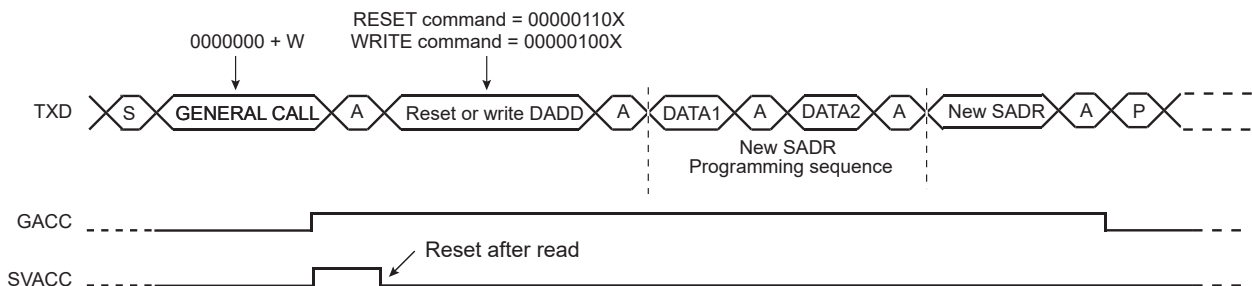 RESET command = 00000110X
0000000 + W WRITE command = 00000100X
TXD S GENERAL CALL A Reset or write DADD A DATA1 A DATA2 A New SADR A P
New SADR
Programming sequence
GACC
Reset after read
SVACC